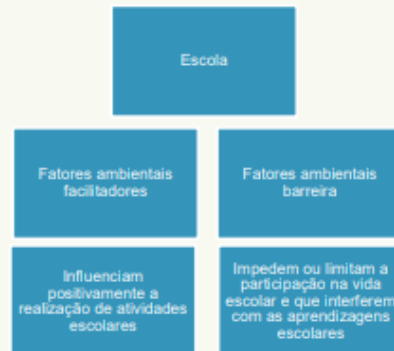 Escola
Fatores ambientais
facilitadores
Fatores ambientais
barreira
Influenciam
positivamente a
realização de atividades
escolares
Impedem ou limitam a
participação na vida
escolar e que interferem
com as aprendizagens
escolares